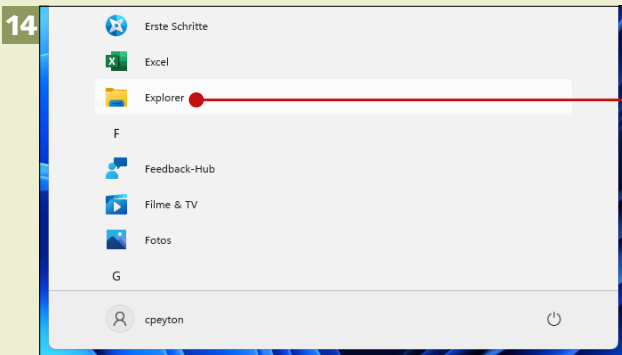 14
Erste Schritte
Excel
Explorer
F
Feedback-Hub
Filme & TV
Fotos
G
cpeyton